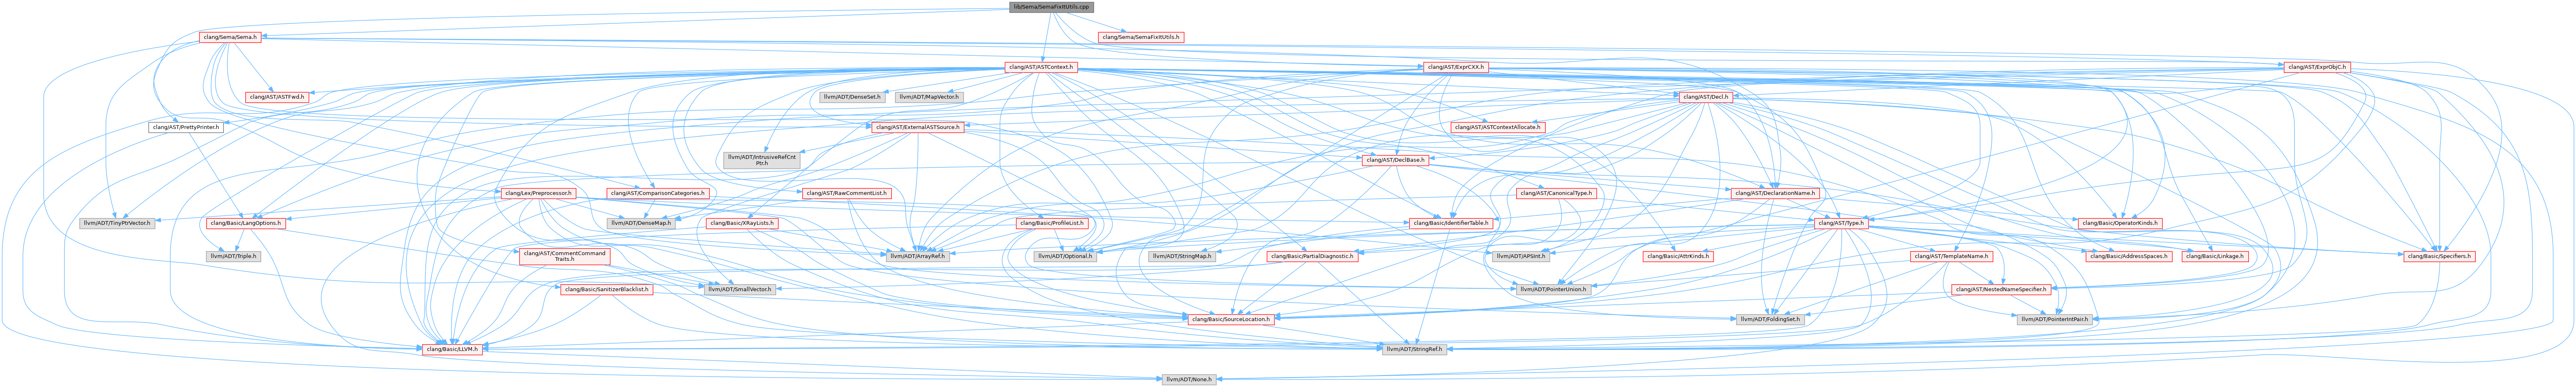 lib/Sema/SemaFixItUtils.cpp
clang/Sema/Sema.h
clang/Sema/SemaFixItUtils.h
clang/AST/ASTContext.h
clang/AST/ExprCXX.h
clang/AST/ExprObjC.h
clang/AST/ASTFwd.h
llvm/ADT/DenseSet.h
llvm/ADT/MapVector.h
clang/AST/Decl.h
clang/AST/PrettyPrinter.h
clang/AST/ExternalASTSource.h
clang/AST/ASTContextAllocate.h
llvm/ADT/IntrusiveRefCnt
Ptr.h
clang/AST/DeclBase.h
clang/Lex/Preprocessor.h
clang/AST/ComparisonCategories.h
clang/AST/RawCommentList.h
clang/AST/CanonicalType.h
clang/AST/DeclarationName.h
llvm/ADT/TinyPtrVector.h
clang/Basic/LangOptions.h
llvm/ADT/DenseMap.h
clang/Basic/XRayLists.h
clang/Basic/ProfileList.h
clang/Basic/IdentifierTable.h
clang/AST/Type.h
clang/Basic/OperatorKinds.h
llvm/ADT/Triple.h
clang/AST/CommentCommand
Traits.h
llvm/ADT/ArrayRef.h
llvm/ADT/Optional.h
llvm/ADT/StringMap.h
clang/Basic/PartialDiagnostic.h
llvm/ADT/APSInt.h
clang/Basic/AttrKinds.h
clang/AST/TemplateName.h
clang/Basic/AddressSpaces.h
clang/Basic/Linkage.h
clang/Basic/Specifiers.h
clang/Basic/SanitizerBlacklist.h
llvm/ADT/SmallVector.h
llvm/ADT/PointerUnion.h
clang/AST/NestedNameSpecifier.h
clang/Basic/SourceLocation.h
llvm/ADT/FoldingSet.h
llvm/ADT/PointerIntPair.h
clang/Basic/LLVM.h
llvm/ADT/StringRef.h
llvm/ADT/None.h